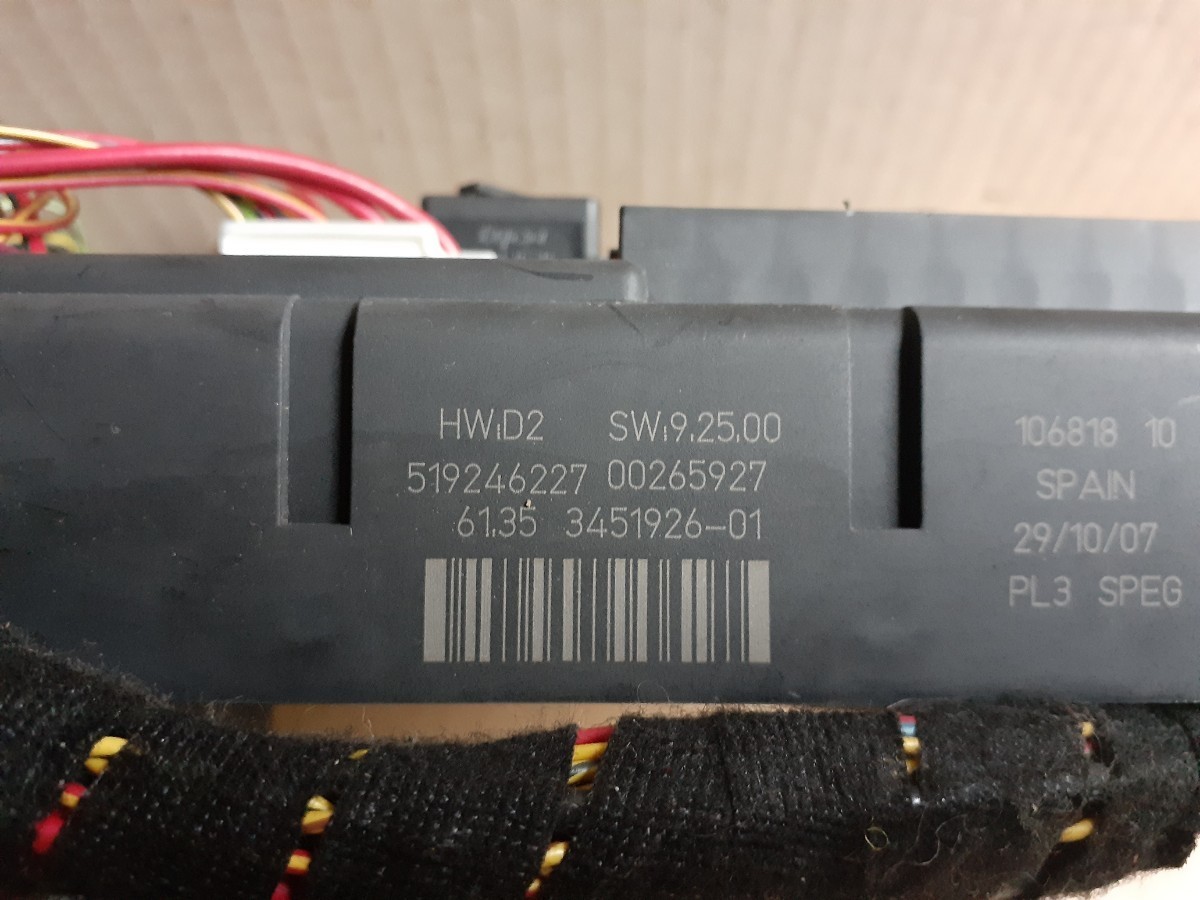 HW:D2 SW:9.25.00
519246227 00265927
61.35 3451926-01
106818 10
SPAIN
29/10/07
PL3 SPEG